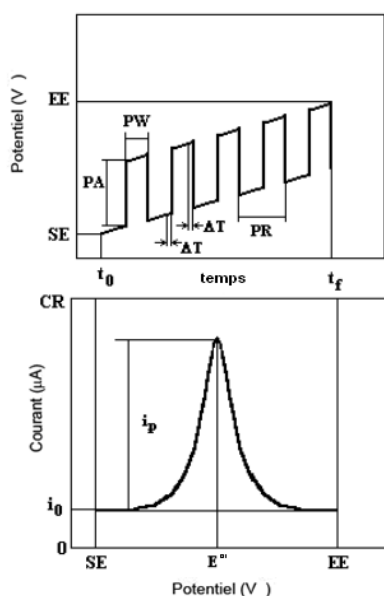 Potentiel (V )
EE
PW
PA
ΔT
PR
SE
ΔT
t0
temps
tf
CR
Courant (µA)
ip
i0
0
SE
EE
Potentiel (V )